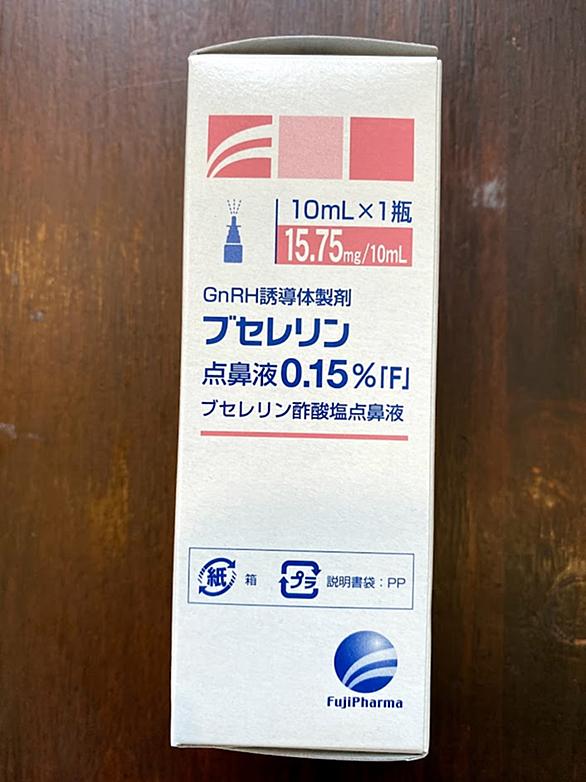 10mL×1瓶
15.75mg/10mL
GnRH誘導体製剤
ブセレリン
点鼻液0.15%「F」
ブセレリン酢酸塩点鼻液
紙 箱 プラ 説明書袋：PP
FujiPharma